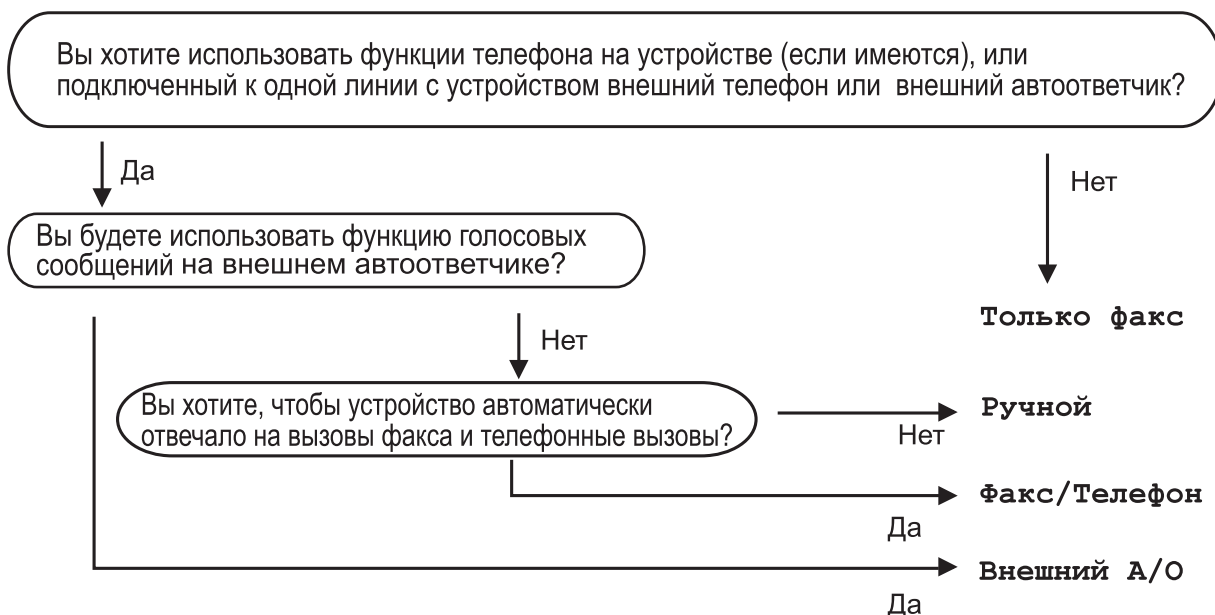 Вы хотите использовать функции телефона на устройстве (если имеются), или
подключенный к одной линии с устройством внешний телефон или внешний автоответчик?
Да
Нет
Вы будете использовать функцию голосовых
сообщений на внешнем автоответчике?
Только факс
Нет
Вы хотите, чтобы устройство автоматически
отвечало на вызовы факса и телефонные вызовы?
Ручной
Нет
Факс/Телефон
Да
Внешний А/О
Да